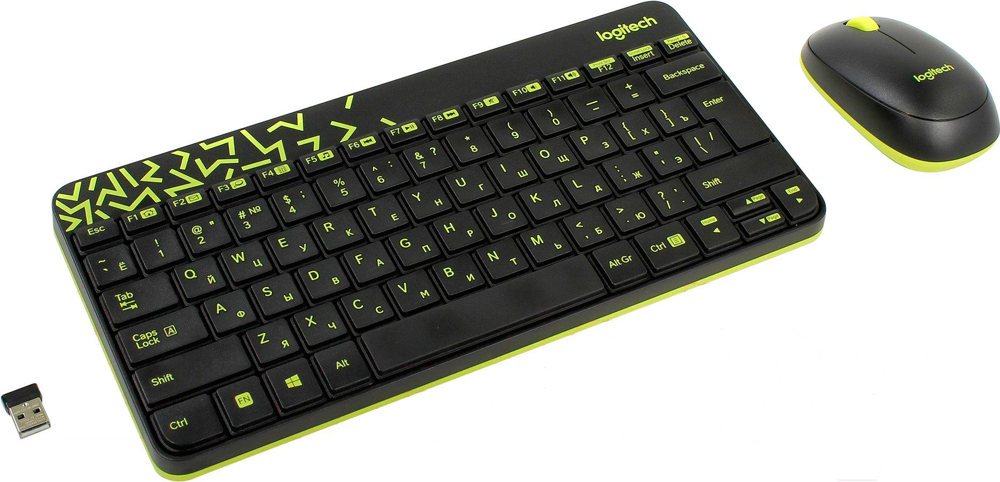 logitech
logitech
Esc F1 F2 F3 F4 F5 F6 F7 F8 F9 F10 F11 Print Scr F12 Scroll Lock Insert Pause / B Delete
~ ` Ё ! 1 @ " 2 # № 3 $ ; 4 % 5 ^ : 6 & ? 7 * 8 ( 9 ) 0 — = + = Backspace
Tab Q Й W Ц E У R К T Е Y Н U Г I Ш O Щ P З { [ Х } ] Ъ Enter
Caps Lock A A Ф S Ы D В F А G П H Р J О K Л L Д : ; Ж " ' Э | \ /
Shift Z Я X Ч C С V М B И N Т M Ь < , Б > . Ю ? / , . Shift Page End
Ctrl FN Alt Alt Gr Ctrl Home Page